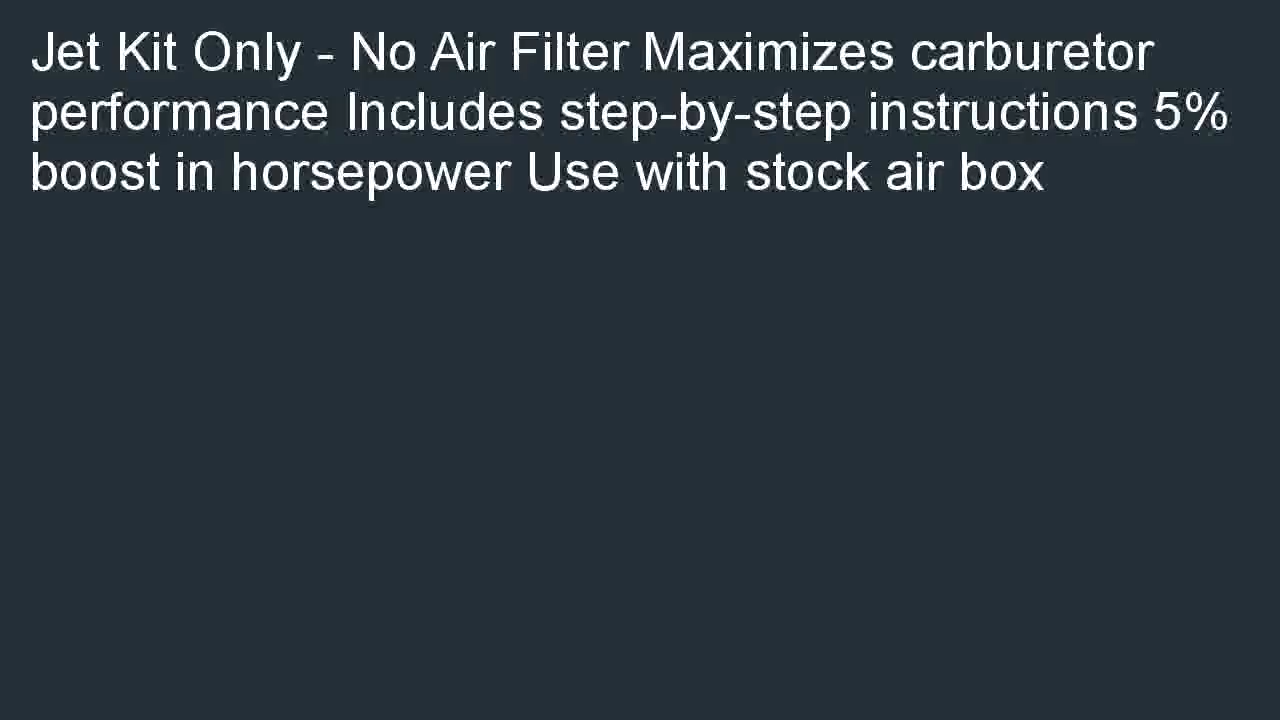 Jet Kit Only - No Air Filter Maximizes carburetor
performance Includes step-by-step instructions 5%
boost in horsepower Use with stock air box